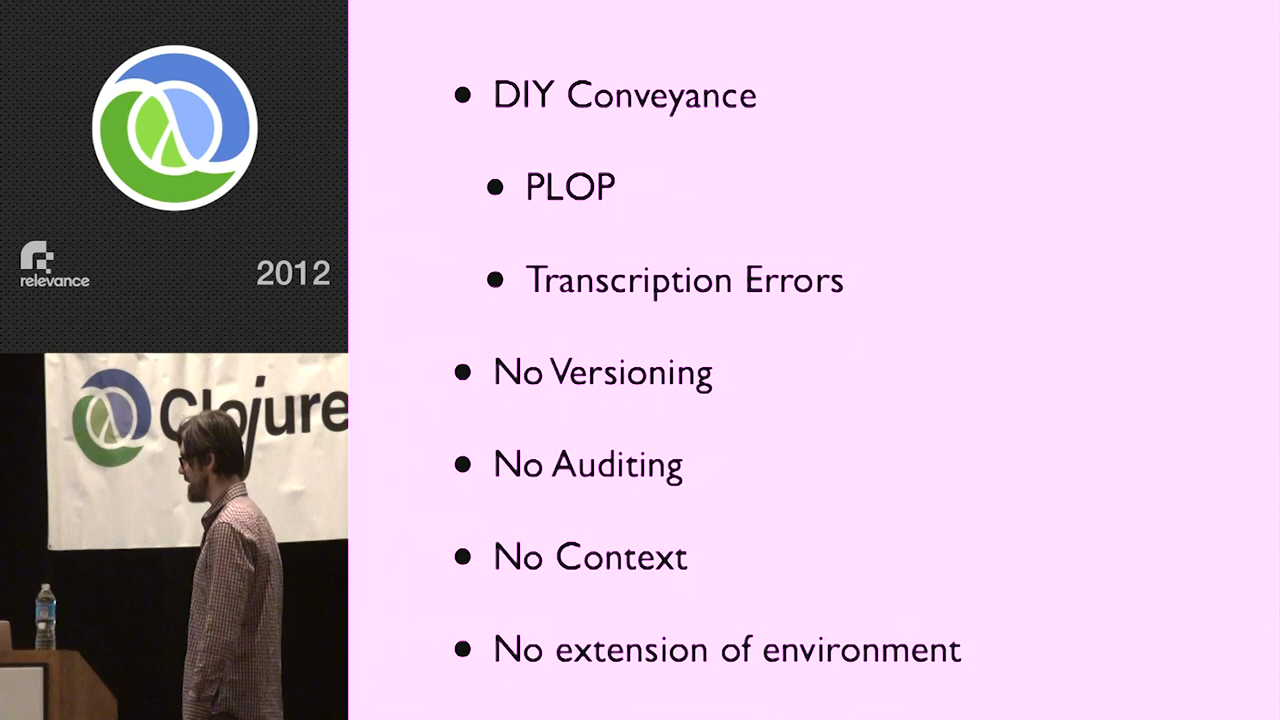 relevance
2012
Clojure
• DIY Conveyance
• PLOP
• Transcription Errors
• No Versioning
• No Auditing
• No Context
• No extension of environment